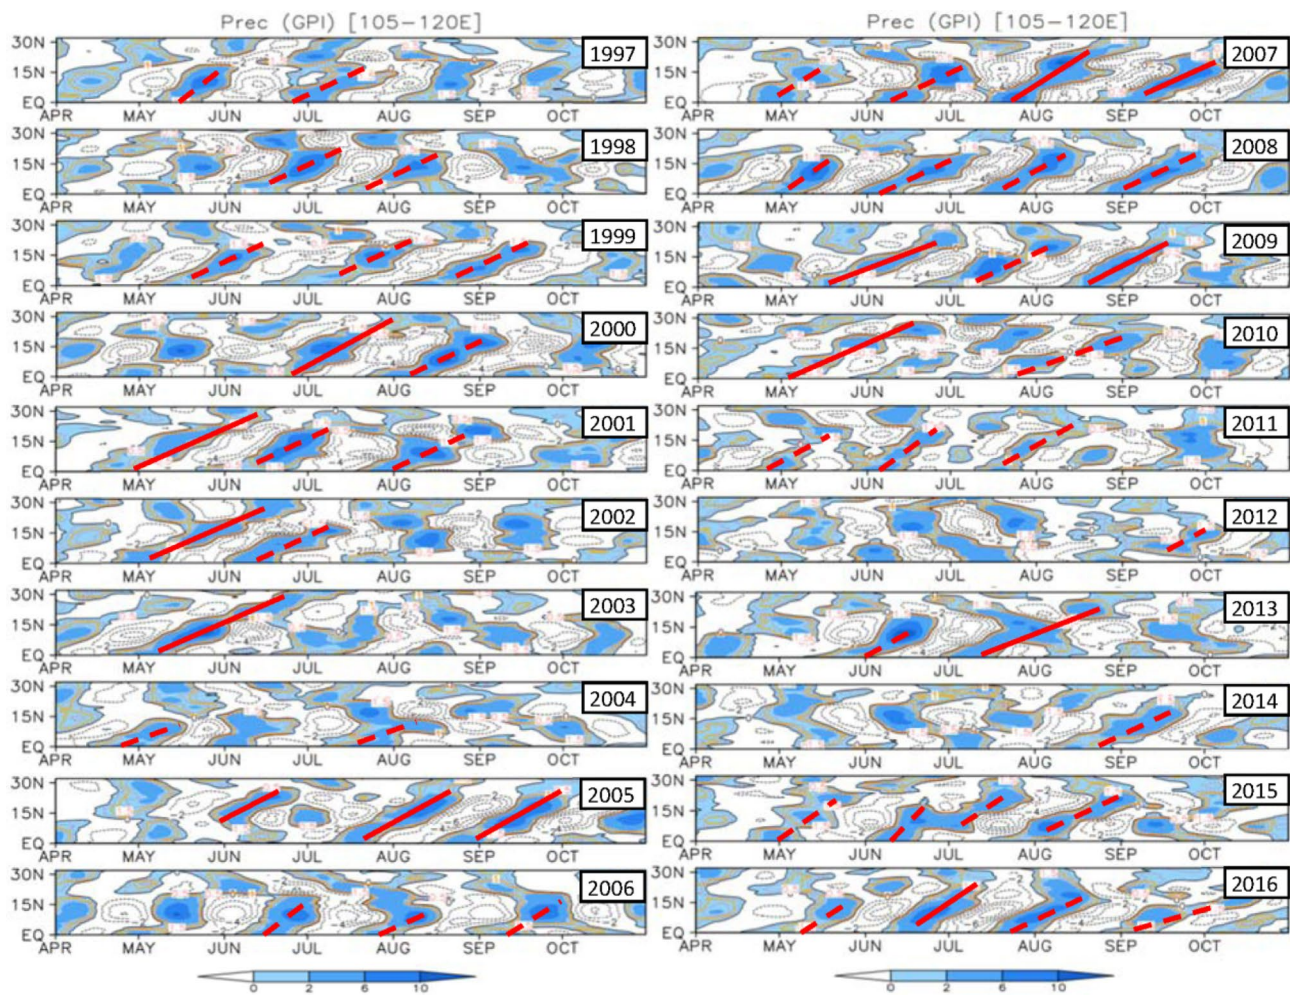 Prec (GPI) [105-120E]
30N
15N
EQ
1997
APR MAY JUN JUL AUG SEP OCT
30N
15N
EQ
1998
APR MAY JUN JUL AUG SEP OCT
30N
15N
EQ
1999
APR MAY JUN JUL AUG SEP OCT
30N
15N
EQ
2000
APR MAY JUN JUL AUG SEP OCT
30N
15N
EQ
2001
APR MAY JUN JUL AUG SEP OCT
30N
15N
EQ
2002
APR MAY JUN JUL AUG SEP OCT
30N
15N
EQ
2003
APR MAY JUN JUL AUG SEP OCT
30N
15N
EQ
2004
APR MAY JUN JUL AUG SEP OCT
30N
15N
EQ
2005
APR MAY JUN JUL AUG SEP OCT
30N
15N
EQ
2006
APR MAY JUN JUL AUG SEP OCT
0 2 6 10
Prec (GPI) [105-120E]
30N
15N
EQ
2007
APR MAY JUN JUL AUG SEP OCT
30N
15N
EQ
2008
APR MAY JUN JUL AUG SEP OCT
30N
15N
EQ
2009
APR MAY JUN JUL AUG SEP OCT
30N
15N
EQ
2010
APR MAY JUN JUL AUG SEP OCT
30N
15N
EQ
2011
APR MAY JUN JUL AUG SEP OCT
30N
15N
EQ
2012
APR MAY JUN JUL AUG SEP OCT
30N
15N
EQ
2013
APR MAY JUN JUL AUG SEP OCT
30N
15N
EQ
2014
APR MAY JUN JUL AUG SEP OCT
30N
15N
EQ
2015
APR MAY JUN JUL AUG SEP OCT
30N
15N
EQ
2016
APR MAY JUN JUL AUG SEP OCT
0 2 6 10